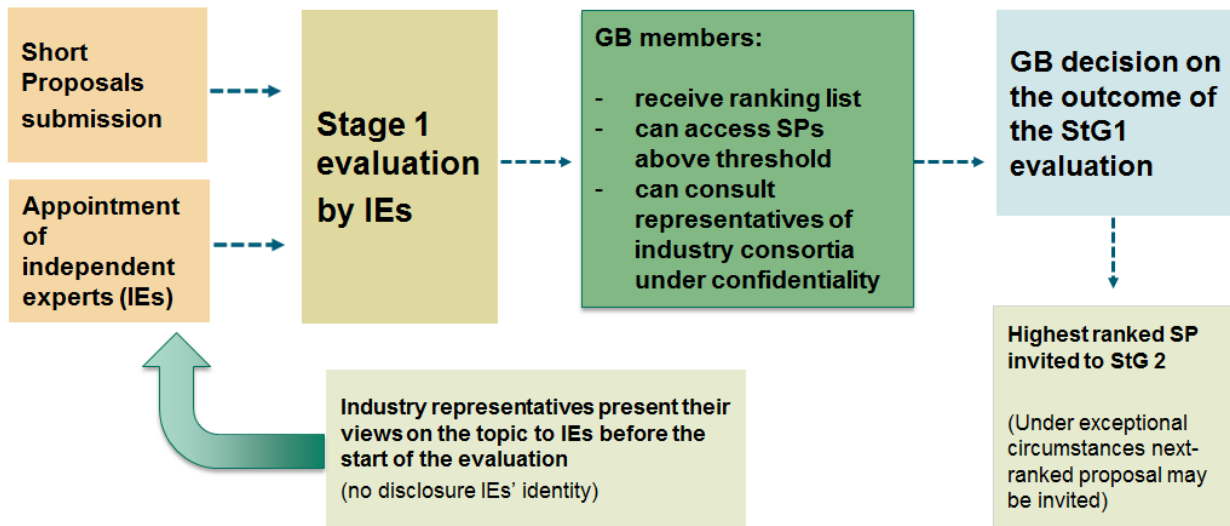 Short
Proposals
submission
Appointment
of
independent
experts (IEs)
Stage 1
evaluation
by IEs
GB members:
- receive ranking list
- can access SPs
above threshold
- can consult
representatives of
industry consortia
under confidentiality
GB decision on
the outcome of
the StG1
evaluation
Highest ranked SP
invited to StG 2
(Under exceptional
circumstances next-
ranked proposal may
be invited)
Industry representatives present their
views on the topic to IEs before the
start of the evaluation
(no disclosure IEs' identity)